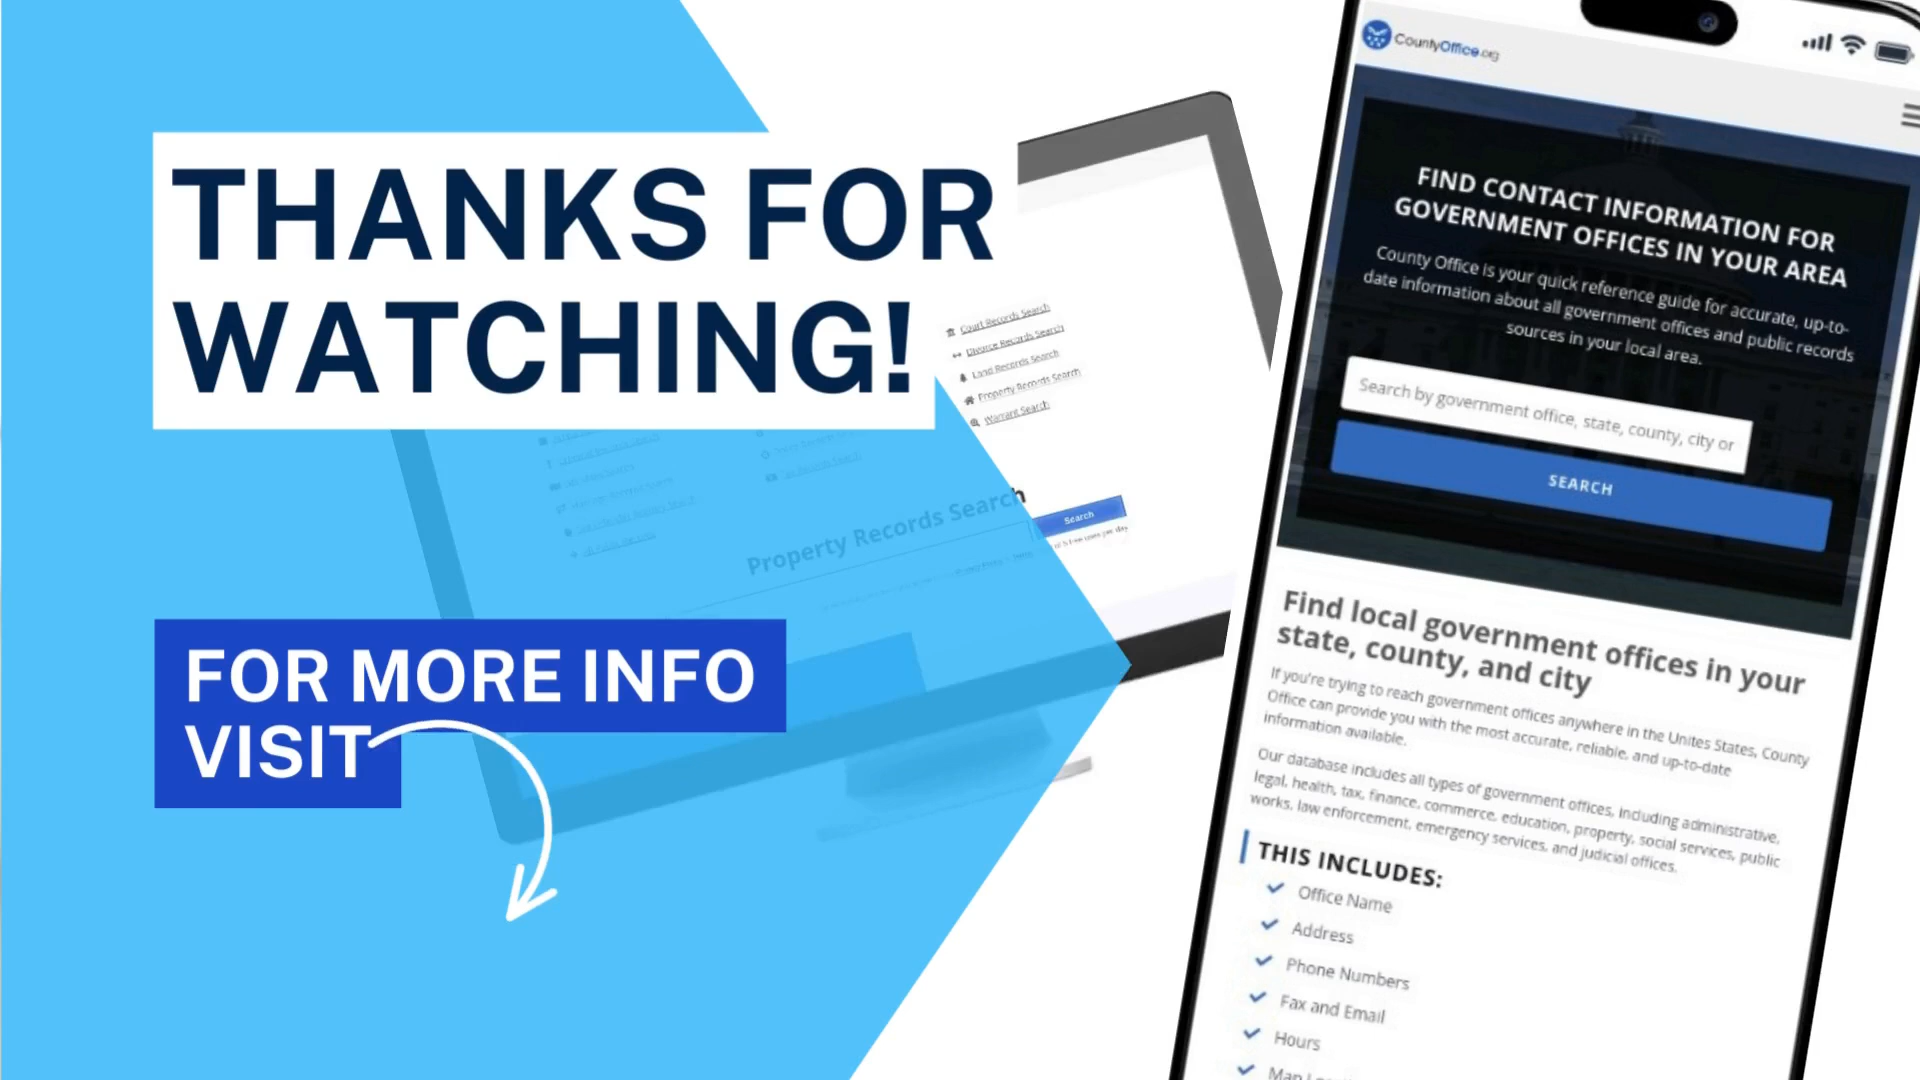 THANKS FOR
WATCHING!
FOR MORE INFO
VISIT
Court Records Search
Divorce Records Search
Land Records Search
Property Records Search
Warrant Search
Property Records Search
Search
CountyOffice.org
FIND CONTACT INFORMATION FOR
GOVERNMENT OFFICES IN YOUR AREA
County Office is your quick reference guide for accurate, up-to-
date information about all government offices and public records
sources in your local area.
Search by government office, state, county, city or
SEARCH
Find local government offices in your
state, county, and city
If you're trying to reach government offices anywhere in the Unites States, County
Office can provide you with the most accurate, reliable, and up-to-date
information available.
Our database includes all types of government offices, including administrative,
legal, health, tax, finance, commerce, education, property, social services, public
works, law enforcement, emergency services, and judicial offices.
THIS INCLUDES:
Office Name
Address
Phone Numbers
Fax and Email
Hours